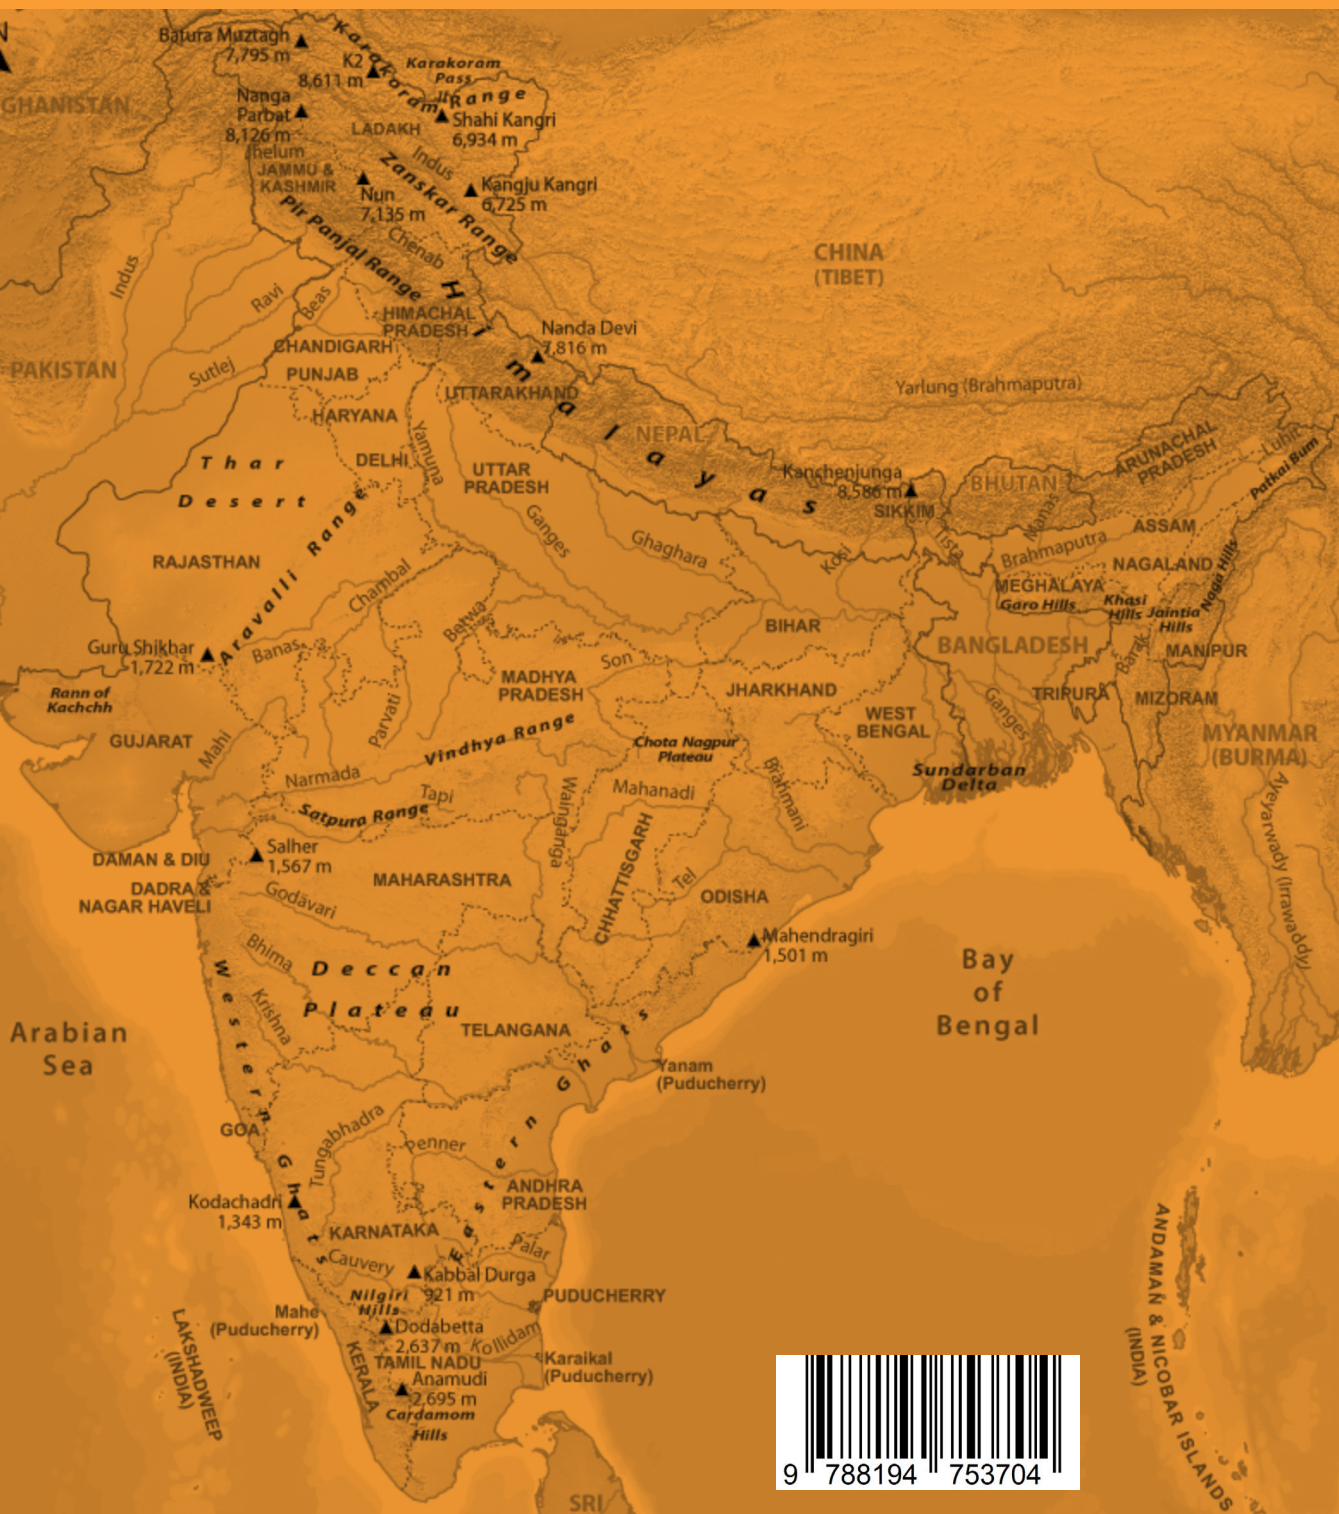 N
Batura Muztagh
7,795 m
K2
8,611 m
Karakoram Range
Karakoram
Pass
Nanga
Parbat
8,126 m
Shahi Kangri
6,934 m
GHANISTAN
LADAKH
Jhelum
JAMMU &
KASHMIR
Indus
Zanskar Range
Nun
7,135 m
Kangju Kangri
6,725 m
Pir Panjal Range
Chenab
CHINA
(TIBET)
Indus
Ravi
Beas
Himalayas
HIMACHAL
PRADESH
Nanda Devi
7,816 m
CHANDIGARH
PAKISTAN
Sutlej
PUNJAB
UTTARAKHAND
Yarlung (Brahmaputra)
HARYANA
Yamuna
NEPAL
Thar
Desert
DELHI
UTTAR
PRADESH
Kanchenjunga
8,586 m
SIKKIM
BHUTAN
ARUNACHAL
PRADESH
Luhit
Patkai Bum
Manas
Ganges
Ghaghara
Kosi
Tista
Brahmaputra
ASSAM
NAGALAND
Naga Hills
RAJASTHAN
Aravalli Range
Chambal
MEGHALAYA
Garo Hills
Khasi
Hills
Jaintia
Hills
Betwa
BIHAR
BANGLADESH
Barak
MANIPUR
Guru Shikhar
1,722 m
Banas
Son
MADHYA
PRADESH
JHARKHAND
TRIPURA
MIZORAM
Rann of
Kachchh
Parvati
WEST
BENGAL
Ganges
GUJARAT
Mahi
Vindhya Range
Chota Nagpur
Plateau
MYANMAR
(BURMA)
Sundarban
Delta
Narmada
Tapi
Satpura Range
Wainganga
Mahanadi
Brahmani
Ayeyarwady (Irrawaddy)
Salher
1,567 m
DAMAN & DIU
DADRA &
NAGAR HAVELI
MAHARASHTRA
CHHATTISGARH
Tel
ODISHA
Godavari
Mahendragiri
1,501 m
Bhima
Deccan
Plateau
Western Ghats
Krishna
TELANGANA
Eastern Ghats
Bay
of
Bengal
Arabian
Sea
Yanam
(Puducherry)
GOA
Tungabhadra
Penner
ANDHRA
PRADESH
Kodachadri
1,343 m
KARNATAKA
Palar
Cauvery
Kabbal Durga
921 m
Nilgiri
Hills
PUDUCHERRY
Mahe
(Puducherry)
Dodabetta
2,637 m
Kollidam
LAKSHADWEEP
(INDIA)
KERALA
TAMIL NADU
Anamudi
2,695 m
Karaikal
(Puducherry)
Cardamom
Hills
ANDAMAN & NICOBAR ISLANDS
(INDIA)
SRI
9 788194 753704